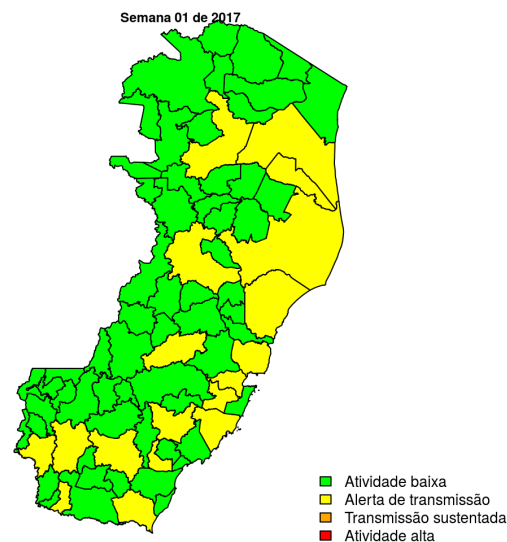 Semana 01 de 2017
Atividade baixa
Alerta de transmissão
Transmissão sustentada
Atividade alta